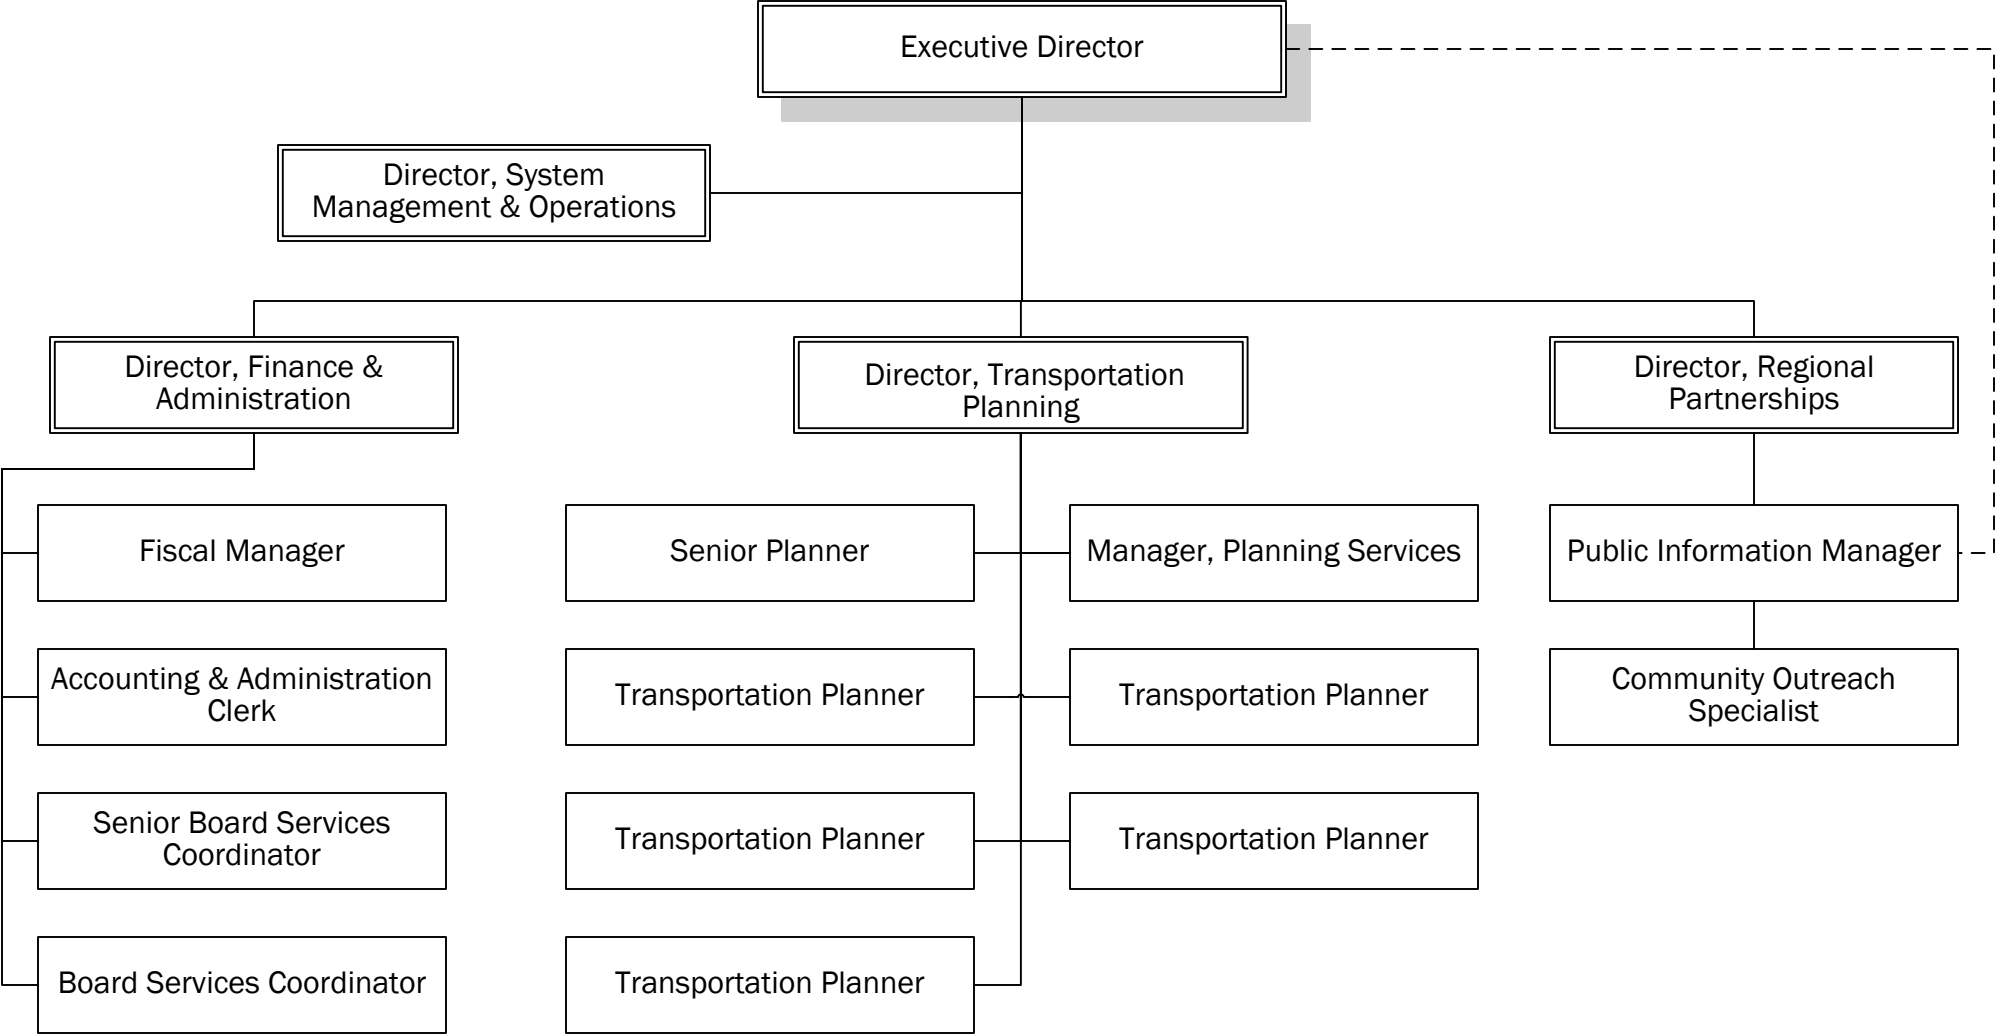 Executive Director
Director, System
Management & Operations
Director, Finance &
Administration
Director, Transportation
Planning
Director, Regional
Partnerships
Fiscal Manager
Senior Planner
Manager, Planning Services
Public Information Manager
Accounting & Administration
Clerk
Transportation Planner
Transportation Planner
Community Outreach
Specialist
Senior Board Services
Coordinator
Transportation Planner
Transportation Planner
Board Services Coordinator
Transportation Planner